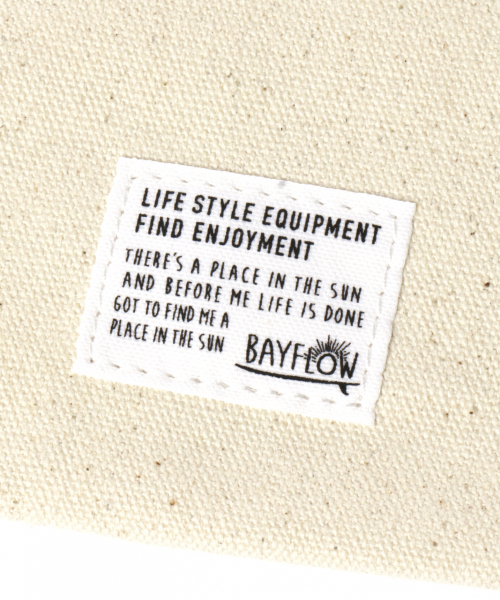 LIFE STYLE EQUIPMENT
FIND ENJOYMENT
THERE'S A PLACE IN THE SUN
AND BEFORE ME LIFE IS DONE
GOT TO FIND ME A
PLACE IN THE SUN
BAYFLOW